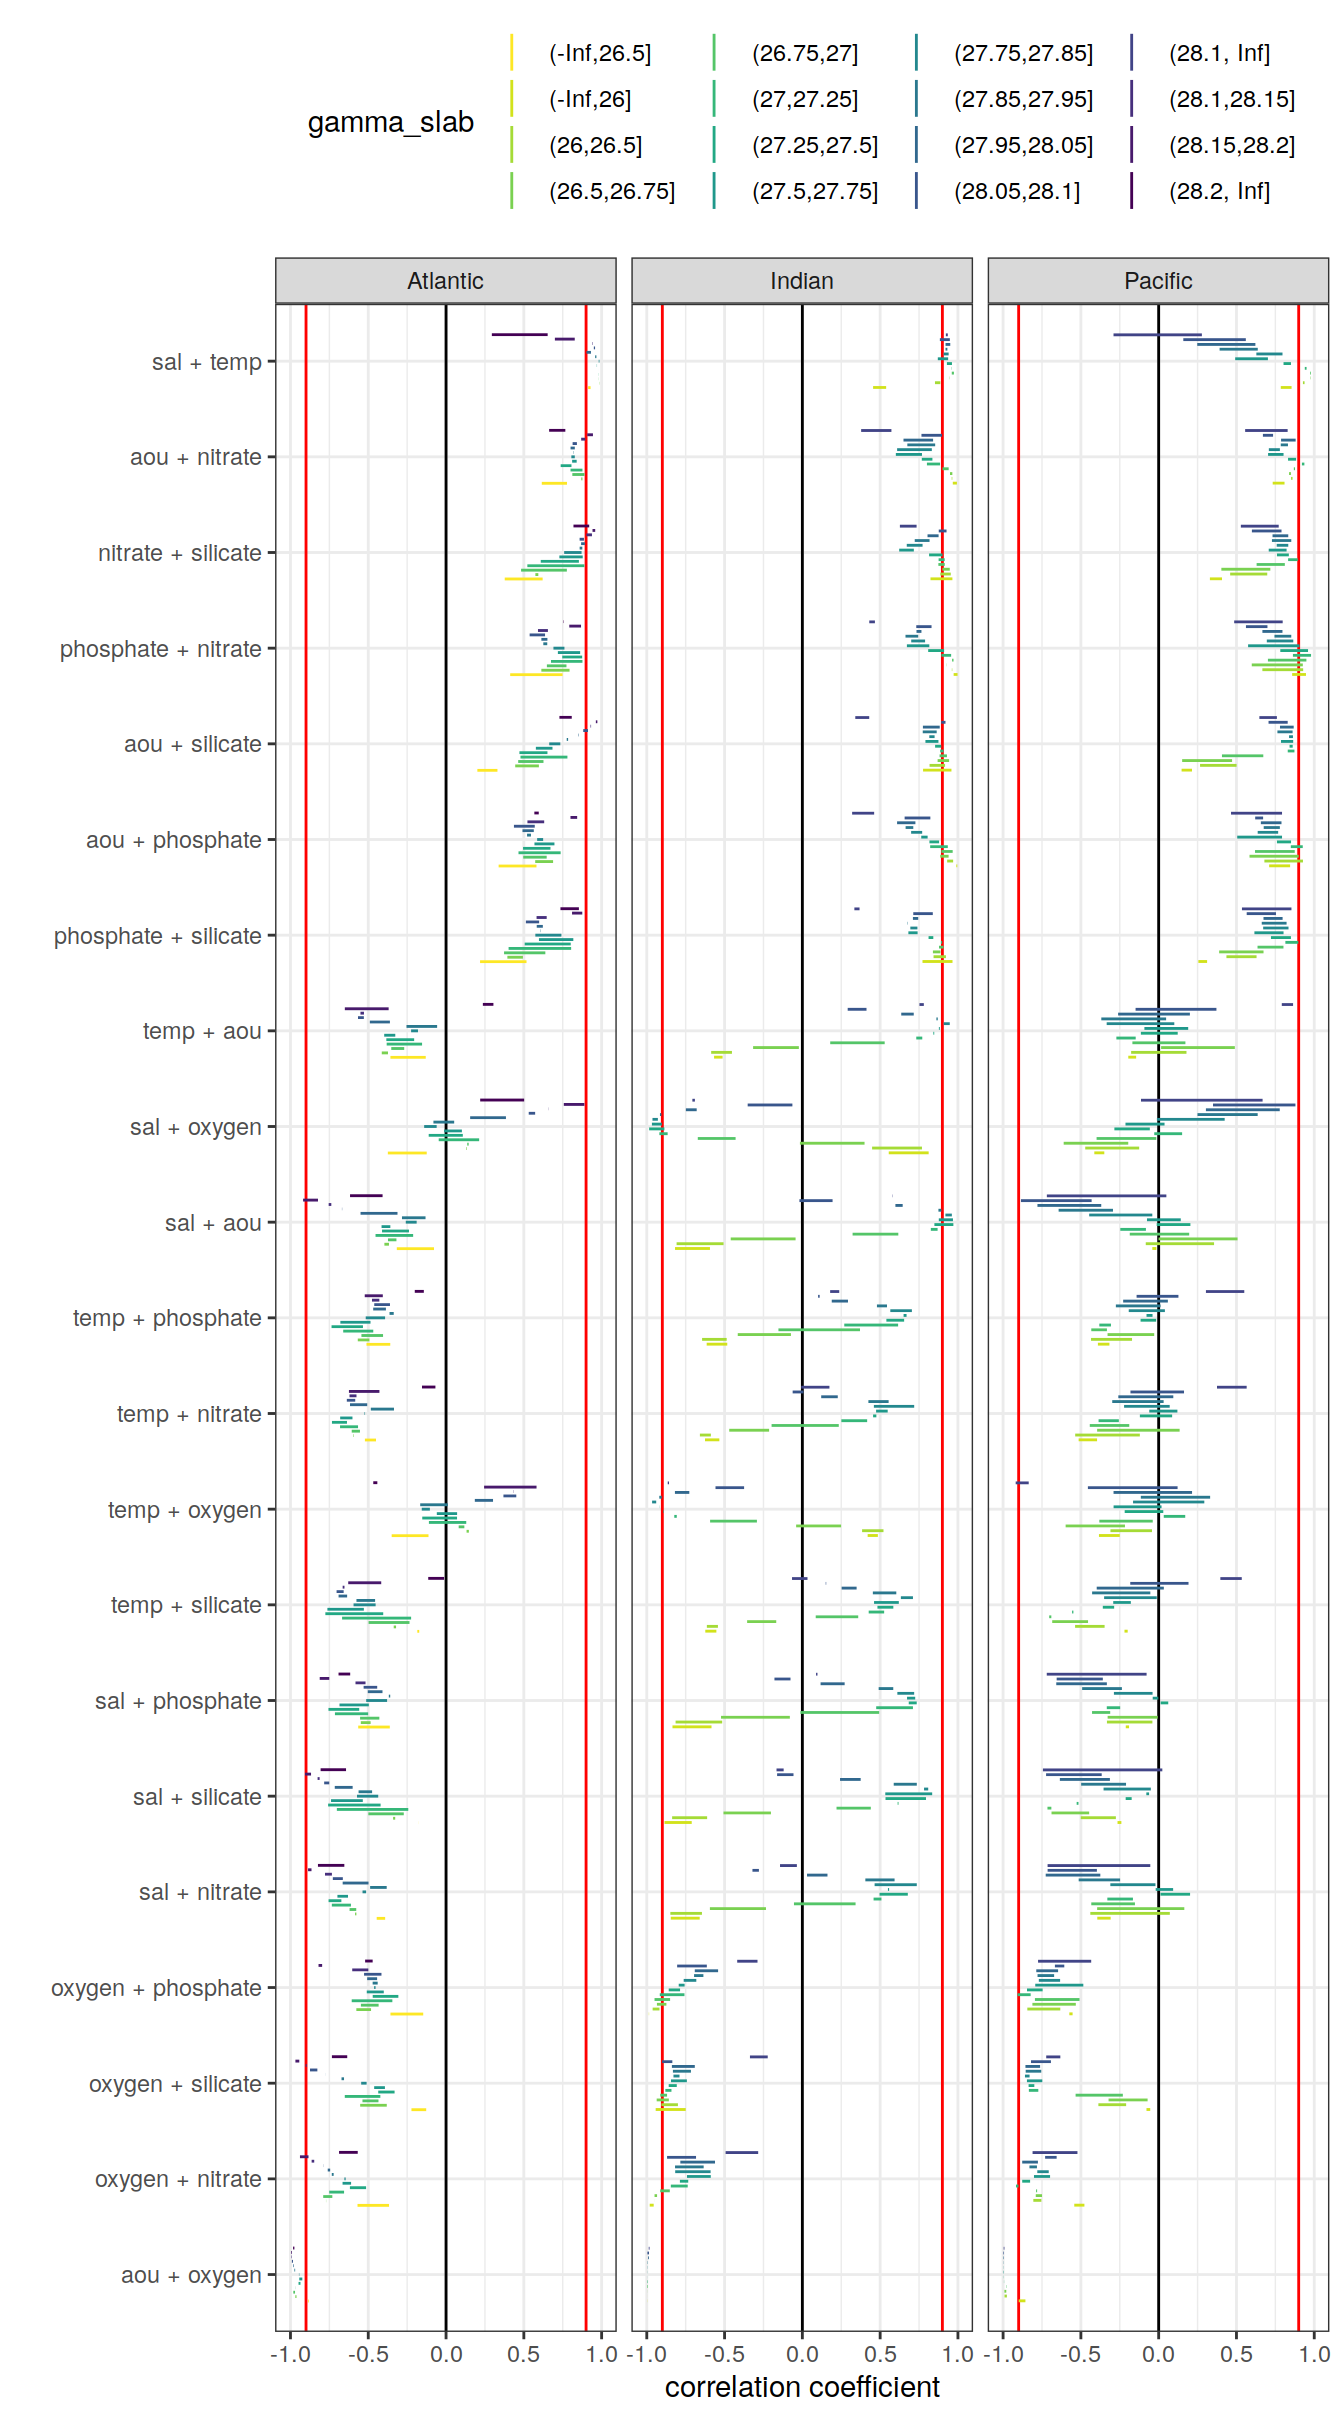 gamma_slab
(-Inf,26.5] (26.75,27] (27.75,27.85] (28.1, Inf]
(-Inf,26] (27,27.25] (27.85,27.95] (28.1,28.15]
(26,26.5] (27.25,27.5] (27.95,28.05] (28.15,28.2]
(26.5,26.75] (27.5,27.75] (28.05,28.1] (28.2, Inf]
Atlantic Indian Pacific
sal + temp
aou + nitrate
nitrate + silicate
phosphate + nitrate
aou + silicate
aou + phosphate
phosphate + silicate
temp + aou
sal + oxygen
sal + aou
temp + phosphate
temp + nitrate
temp + oxygen
temp + silicate
sal + phosphate
sal + silicate
sal + nitrate
oxygen + phosphate
oxygen + silicate
oxygen + nitrate
aou + oxygen
-1.0 -0.5 0.0 0.5 1.0 -1.0 -0.5 0.0 0.5 1.0 -1.0 -0.5 0.0 0.5 1.0
correlation coefficient